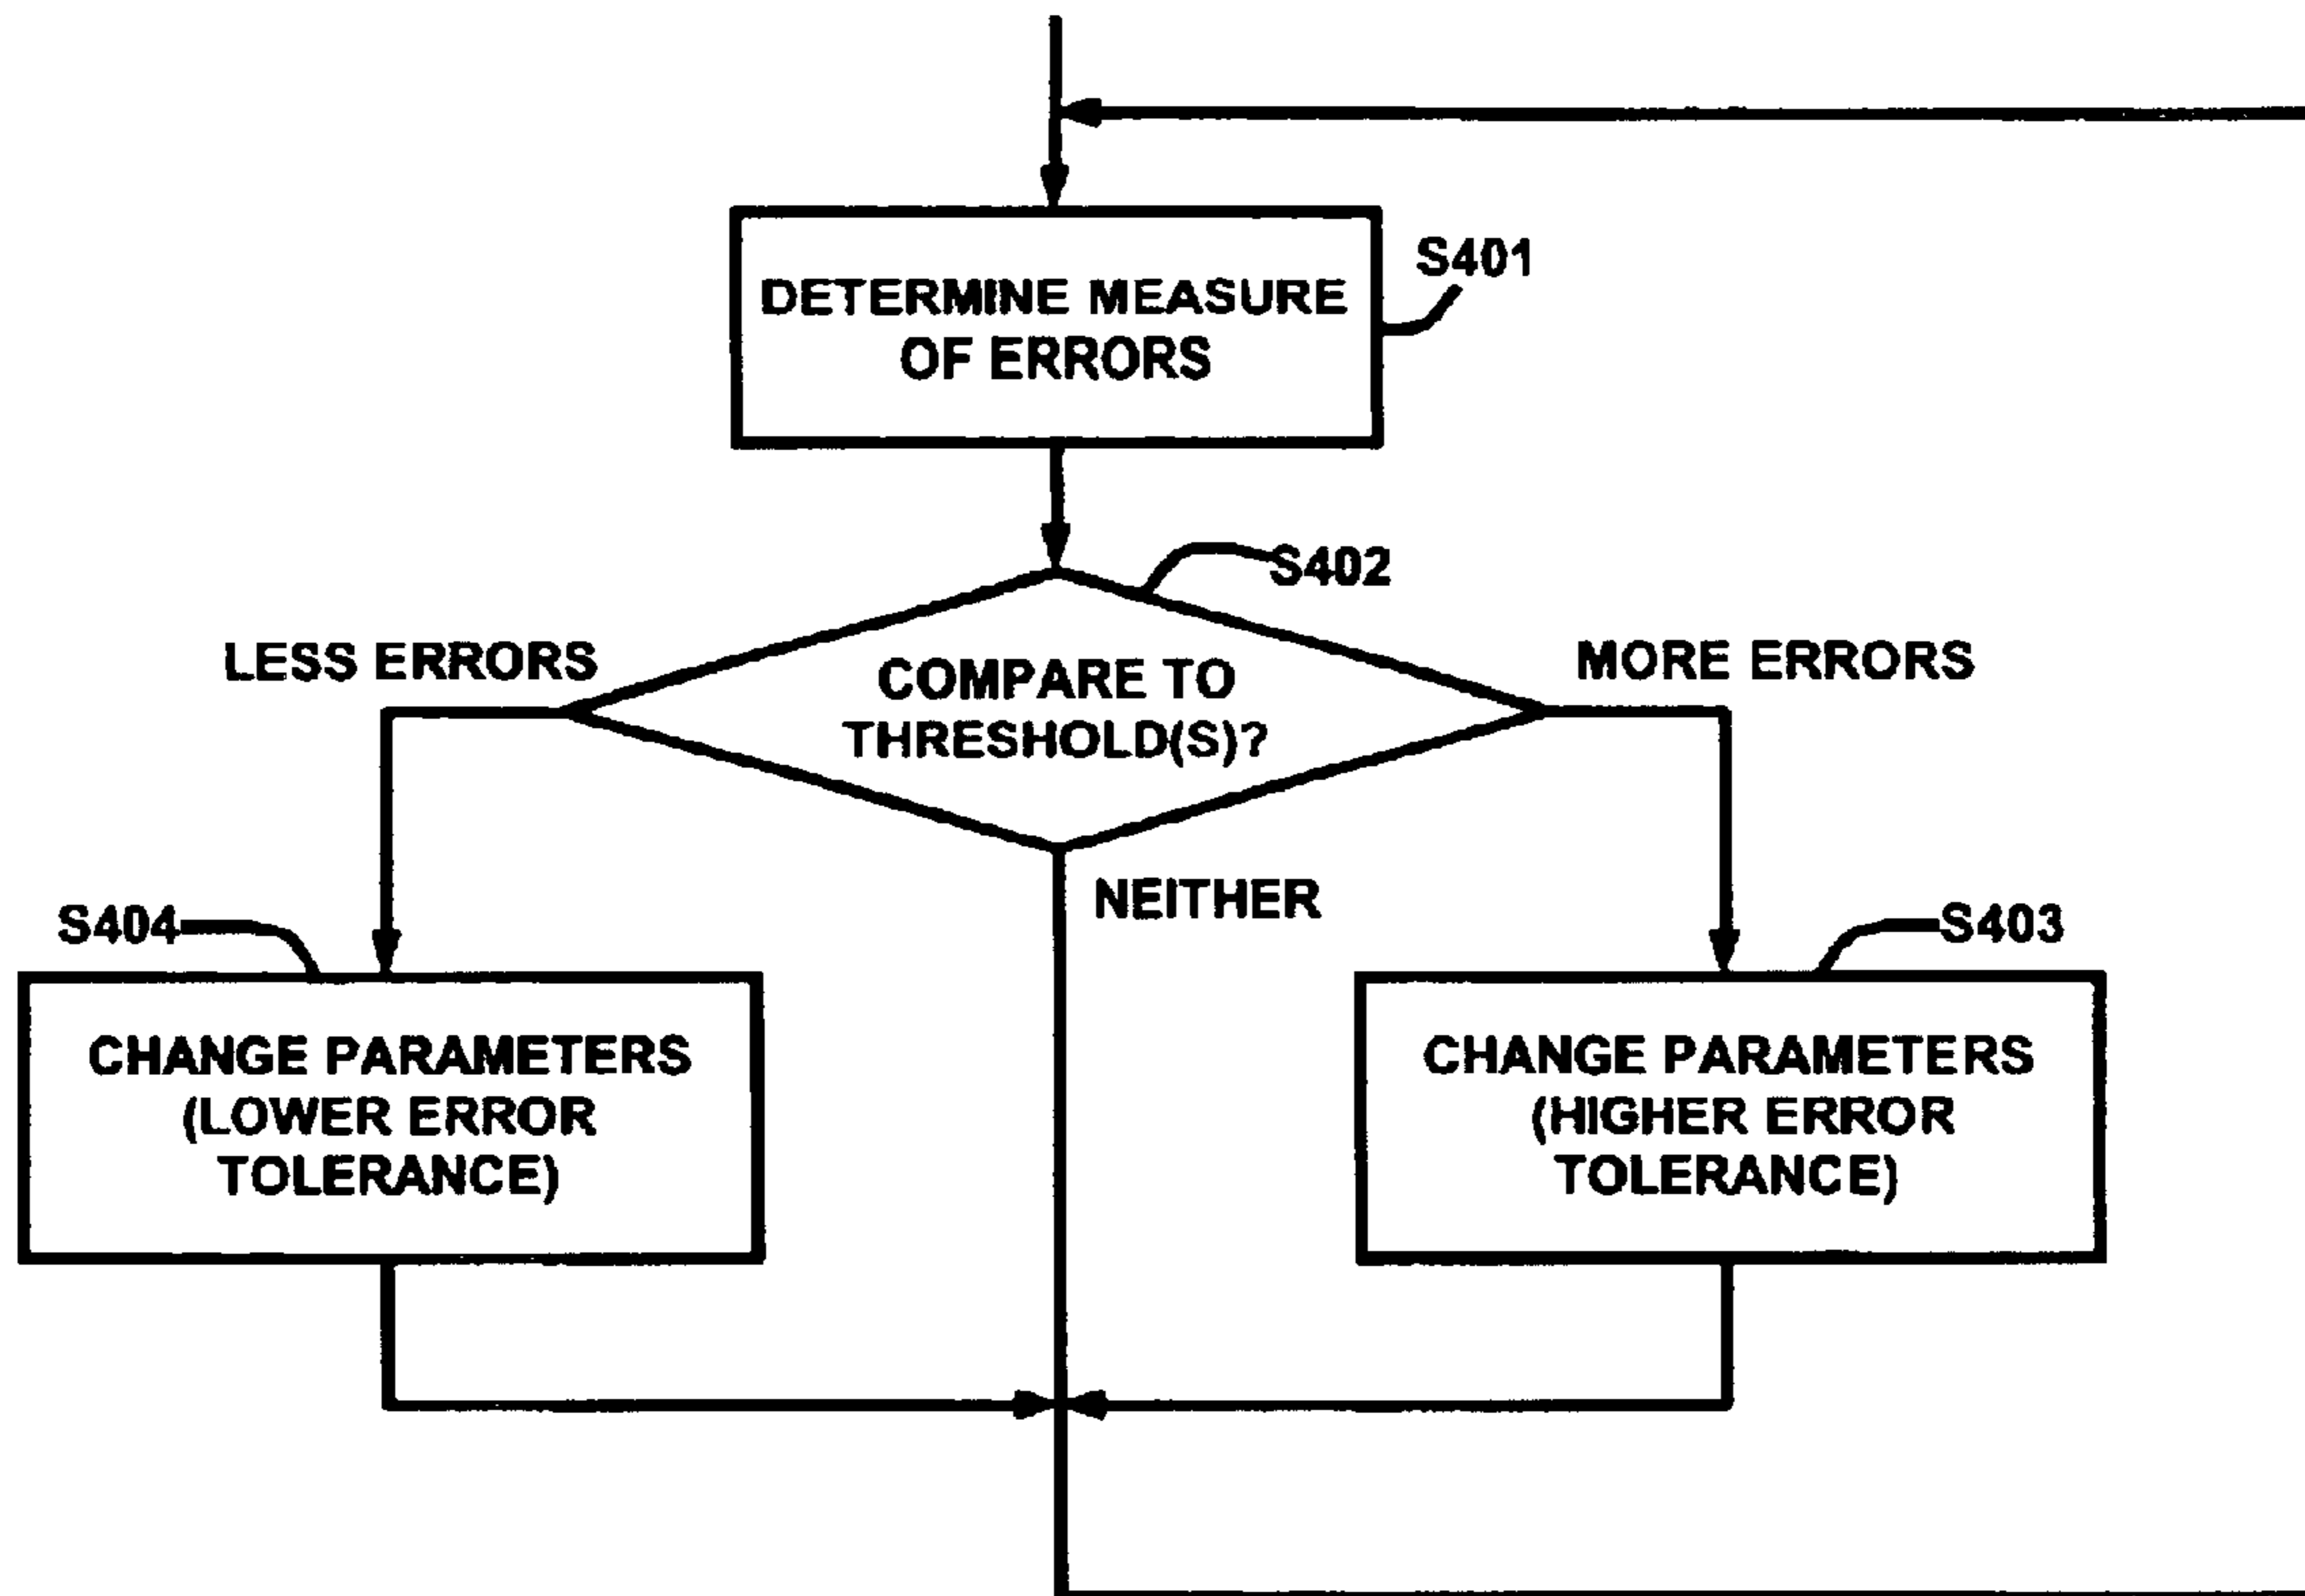 S401
DETERMINE MEASURE
OF ERRORS
S402
LESS ERRORS
MORE ERRORS
COMPARE TO
THRESHOLD(S)?
NEITHER
S404
S403
CHANGE PARAMETERS
(LOWER ERROR
TOLERANCE)
CHANGE PARAMETERS
(HIGHER ERROR
TOLERANCE)